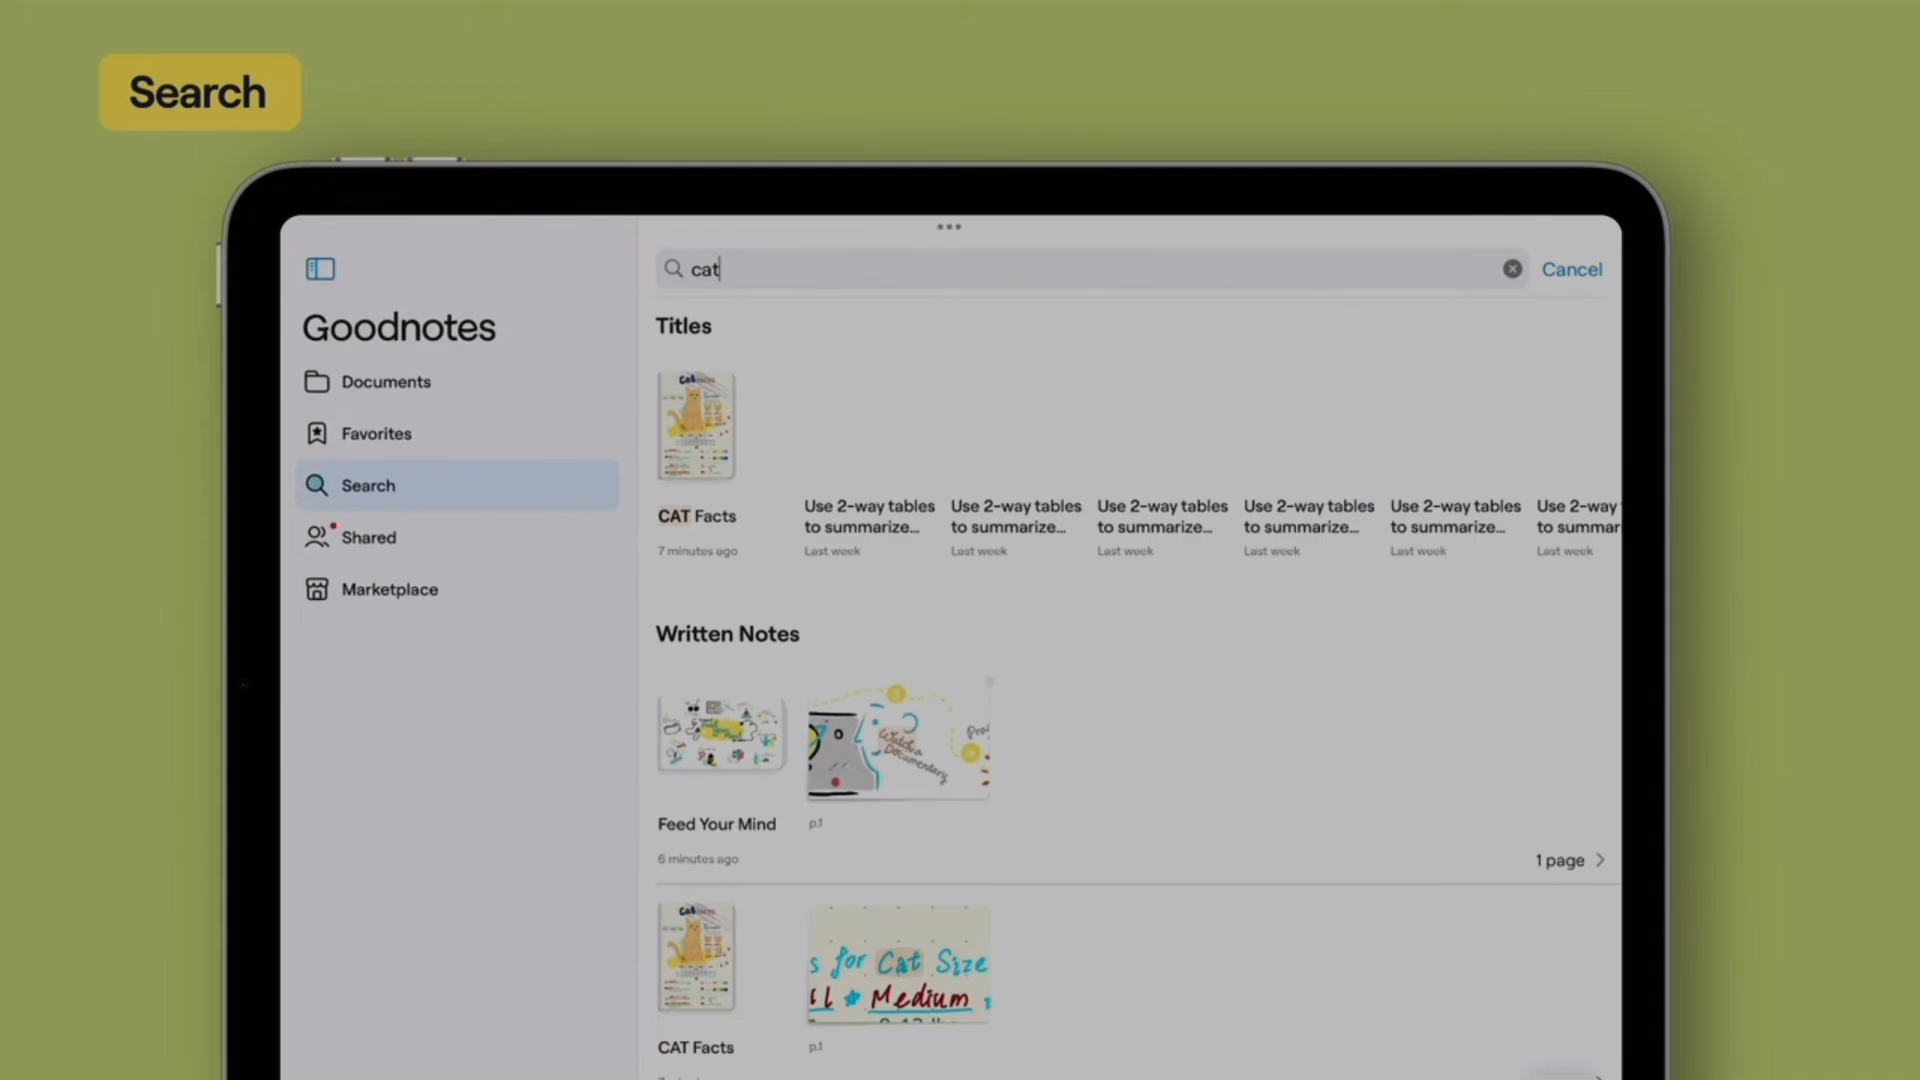 Search
cat
Cancel
Goodnotes
Documents
Favorites
Search
Shared
Marketplace
Titles
Cat
CAT Facts
7 minutes ago
Use 2-way tables
to summarize...
Last week
Use 2-way tables
to summarize...
Last week
Use 2-way tables
to summarize...
Last week
Use 2-way tables
to summarize...
Last week
Use 2-way tables
to summarize...
Last week
Use 2-way
to summar
Last week
Written Notes
Watch a
Documentary
Feed Your Mind
6 minutes ago
p.1
1 page
Cat
s for Cat Size
Medium
CAT Facts
p.1